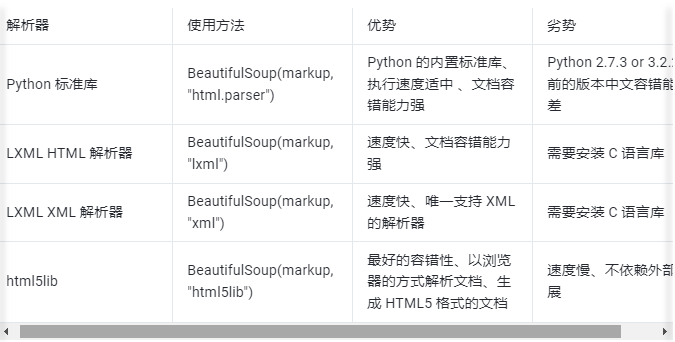 解析器 使用方法 优势 劣势
Python 标准库
BeautifulSoup(markup,
"html.parser")
Python 的内置标准库、
执行速度适中 、文档容
错能力强
Python 2.7.3 or 3.2.
前的版本中文容错能
差
LXML HTML 解析器
BeautifulSoup(markup,
"lxml")
速度快、文档容错能力
强
需要安装 C 语言库
LXML XML 解析器
BeautifulSoup(markup,
"xml")
速度快、唯一支持 XML
的解析器
需要安装 C 语言库
html5lib
BeautifulSoup(markup,
"html5lib")
最好的容错性、以浏览
器的方式解析文档、生
成 HTML5 格式的文档
速度慢、不依赖外部
展